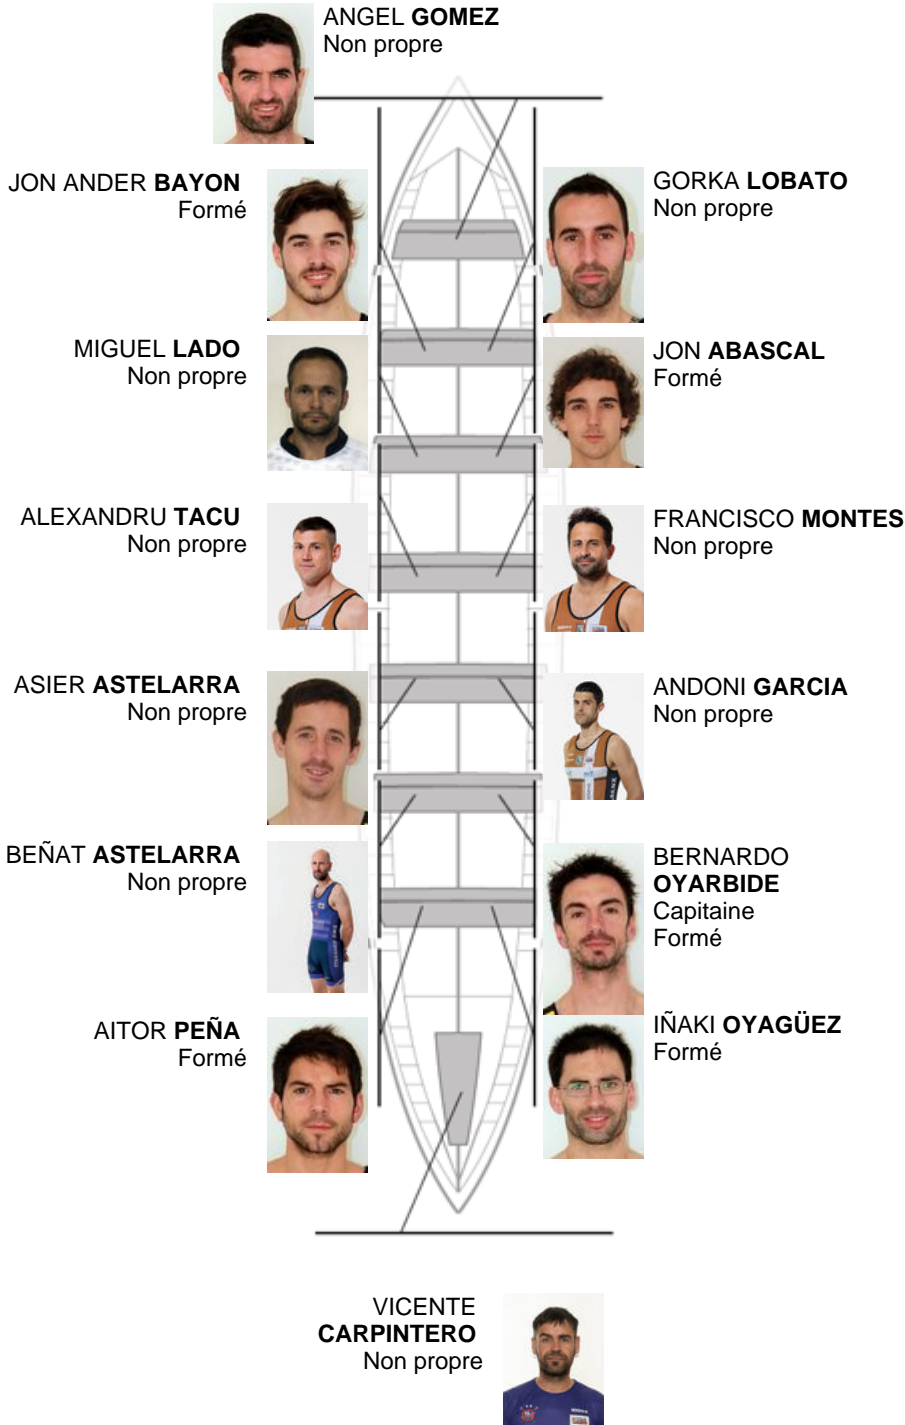 ANGEL GOMEZ
Non propre
JON ANDER BAYON
Formé
GORKA LOBATO
Non propre
MIGUEL LADO
Non propre
JON ABASCAL
Formé
ALEXANDRU TACU
Non propre
FRANCISCO MONTES
Non propre
ASIER ASTELARRA
Non propre
ANDONI GARCIA
Non propre
BEÑAT ASTELARRA
Non propre
BERNARDO
OYARBIDE
Capitaine
Formé
AITOR PEÑA
Formé
IÑAKI OYAGÜEZ
Formé
VICENTE
CARPINTERO
Non propre